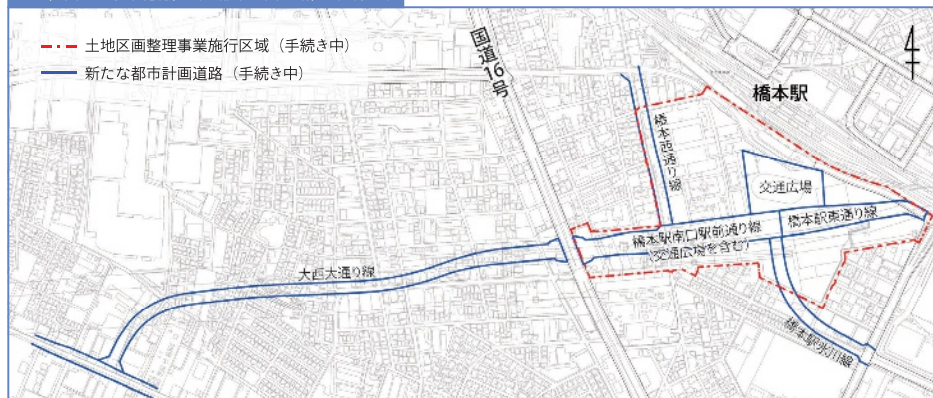 土地区画整理事業施行区域（手続き中）
新たな都市計画道路（手続き中）
国道16号
橋本駅
橋本西通り線
交通広場
橋本駅東通り線
橋本駅南口駅前通り線
（交通広場を含む）
大西大通り線
橋本駅氷川線